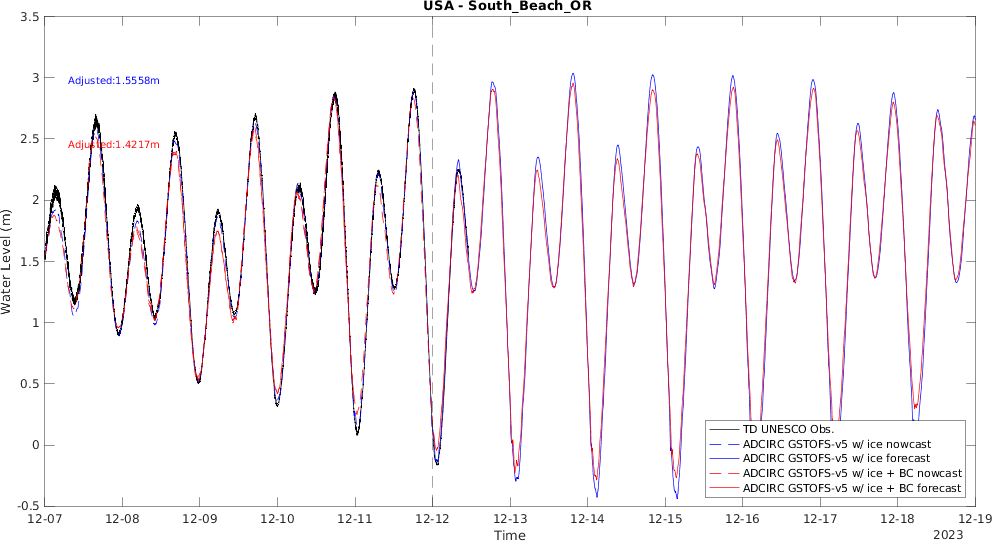 USA - South_Beach_OR
3.5
3
2.5
2
1.5
1
0.5
0
-0.5
Water Level (m)
Adjusted:1.5558m
Adjusted:1.4217m
TD UNESCO Obs.
ADCIRC GSTOFS-v5 w/ ice nowcast
ADCIRC GSTOFS-v5 w/ ice forecast
ADCIRC GSTOFS-v5 w/ ice + BC nowcast
ADCIRC GSTOFS-v5 w/ ice + BC forecast
12-07 12-08 12-09 12-10 12-11 12-12 12-13 12-14 12-15 12-16 12-17 12-18 12-19
Time
2023